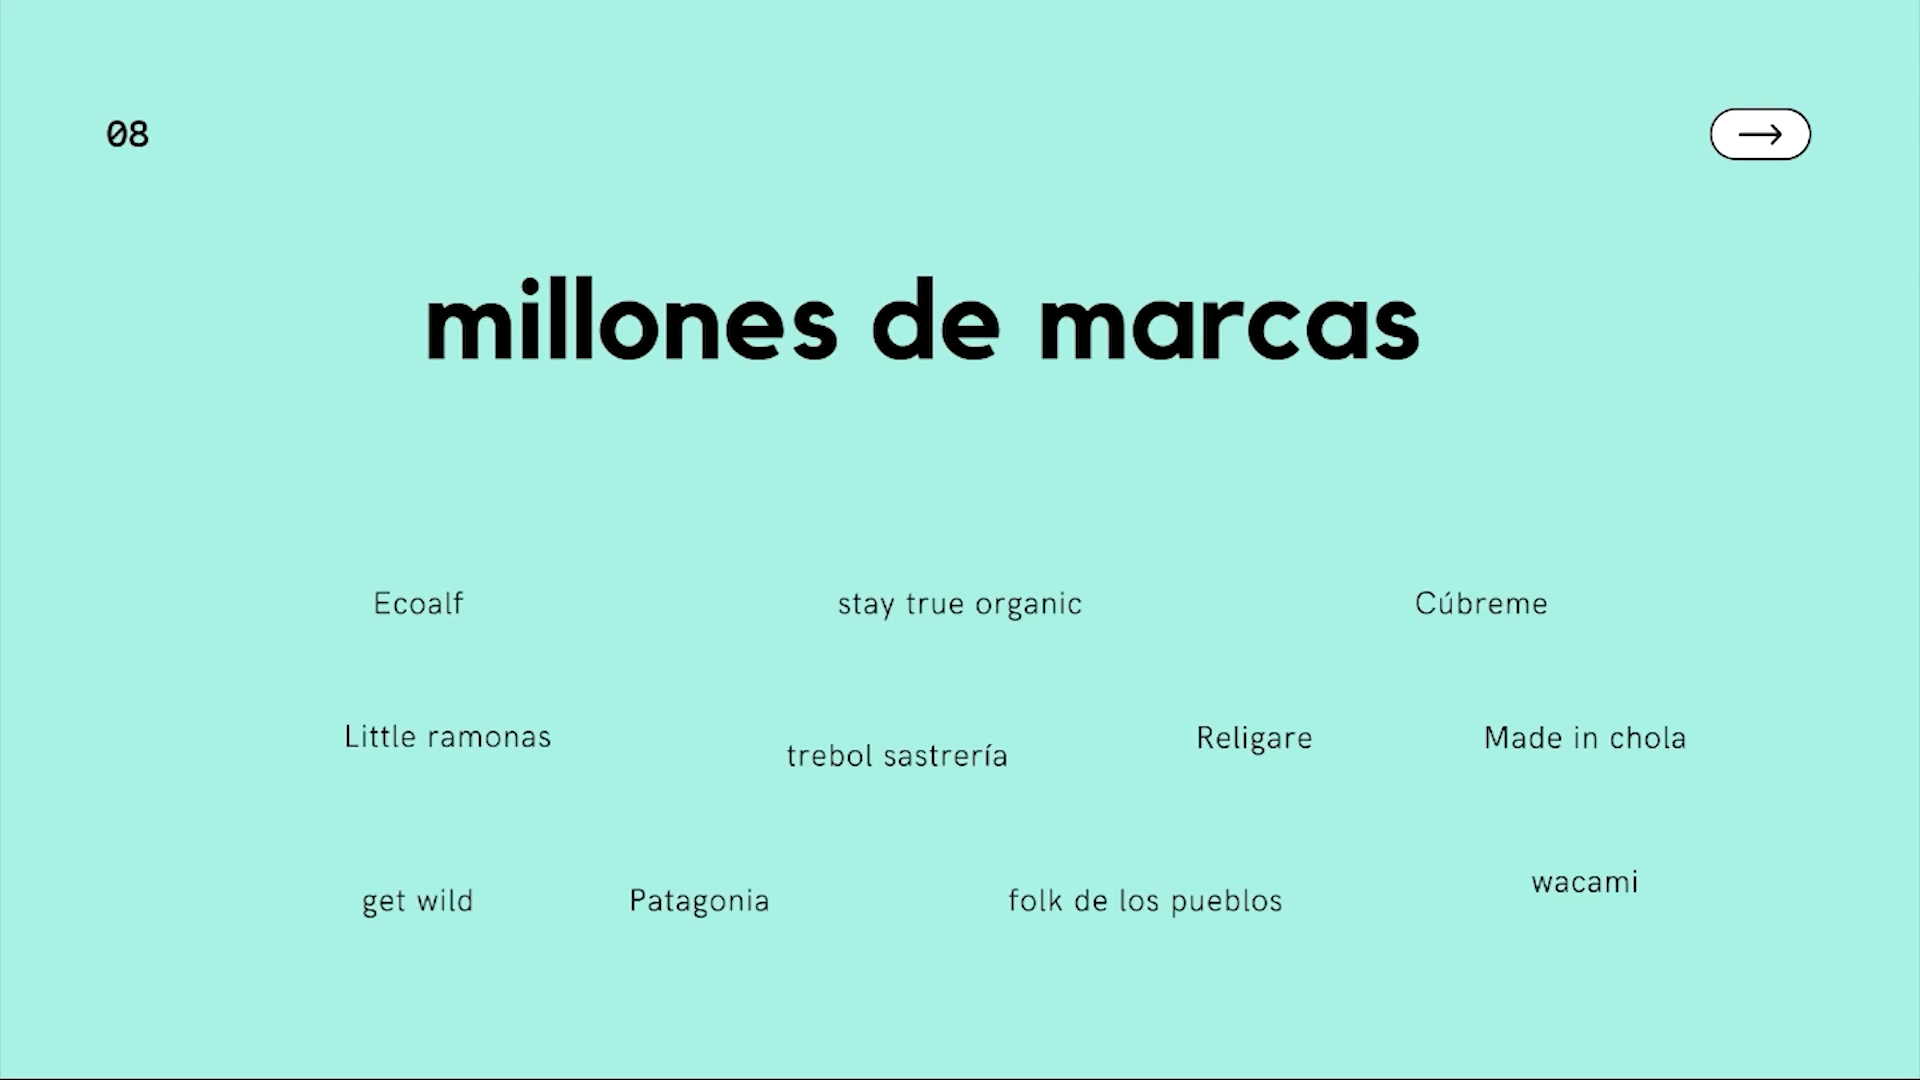 08
millones de marcas
Ecoalf
stay true organic
Cúbreme
Little ramonas
trebol sastrería
Religare
Made in chola
get wild
Patagonia
folk de los pueblos
wacami